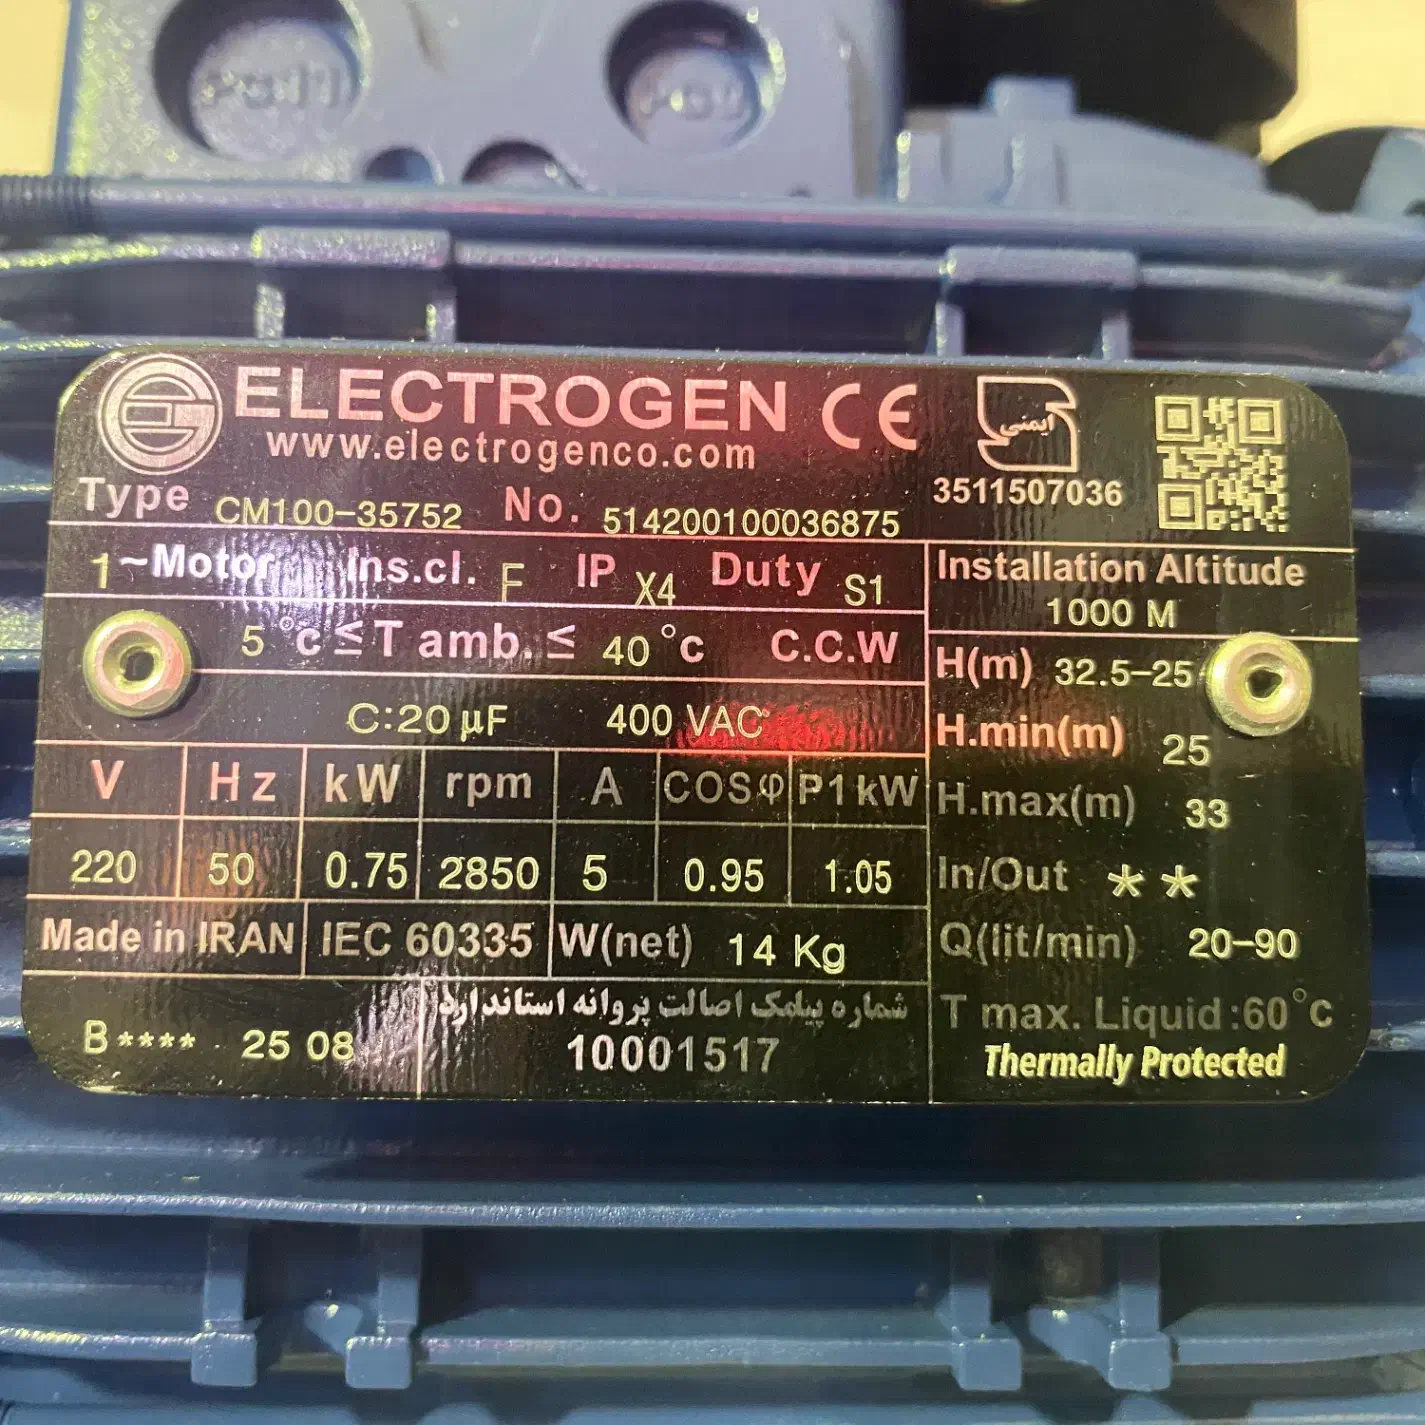 PG11 PG9
ELECTROGEN CE ایمنی
www.electrogenco.com
3511507036
Type CM100-35752 No. 514200100036875
1~Motor Ins.cl. F IP X4 Duty S1
5 °c ≤ T amb. ≤ 40 °c C.C.W
C:20 µF 400 VAC
V Hz kW rpm A COSφ P1 kW
220 50 0.75 2850 5 0.95 1.05
Made in IRAN IEC 60335 W(net) 14 Kg
B**** 25 08
شماره پیامک اصالت پروانه استاندارد
10001517
Installation Altitude
1000 M
H(m) 32.5-25
H.min(m) 25
H.max(m) 33
In/Out **
Q(lit/min) 20-90
T max. Liquid :60°c
Thermally Protected